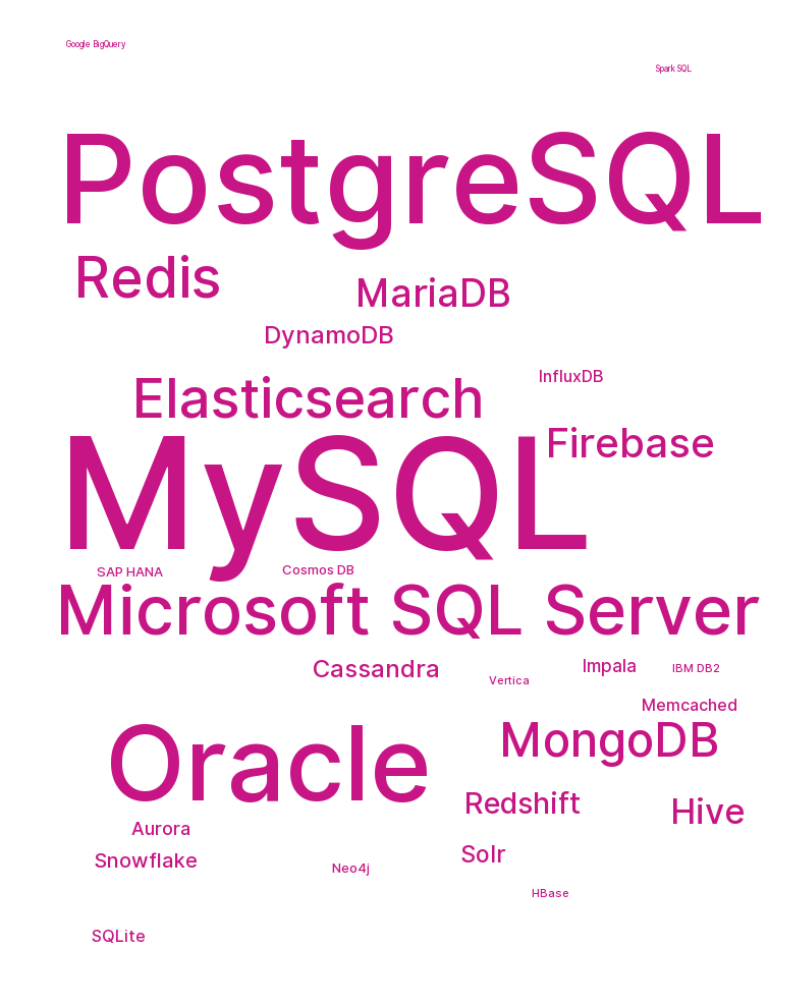 Google BigQuery
Spark SQL
PostgreSQL
Redis
MariaDB
DynamoDB
InfluxDB
Elasticsearch
Firebase
MySQL
SAP HANA
Cosmos DB
Microsoft SQL Server
Cassandra
Impala
IBM DB2
Vertica
Memcached
MongoDB
Oracle
Redshift
Hive
Aurora
Solr
Snowflake
Neo4j
HBase
SQLite